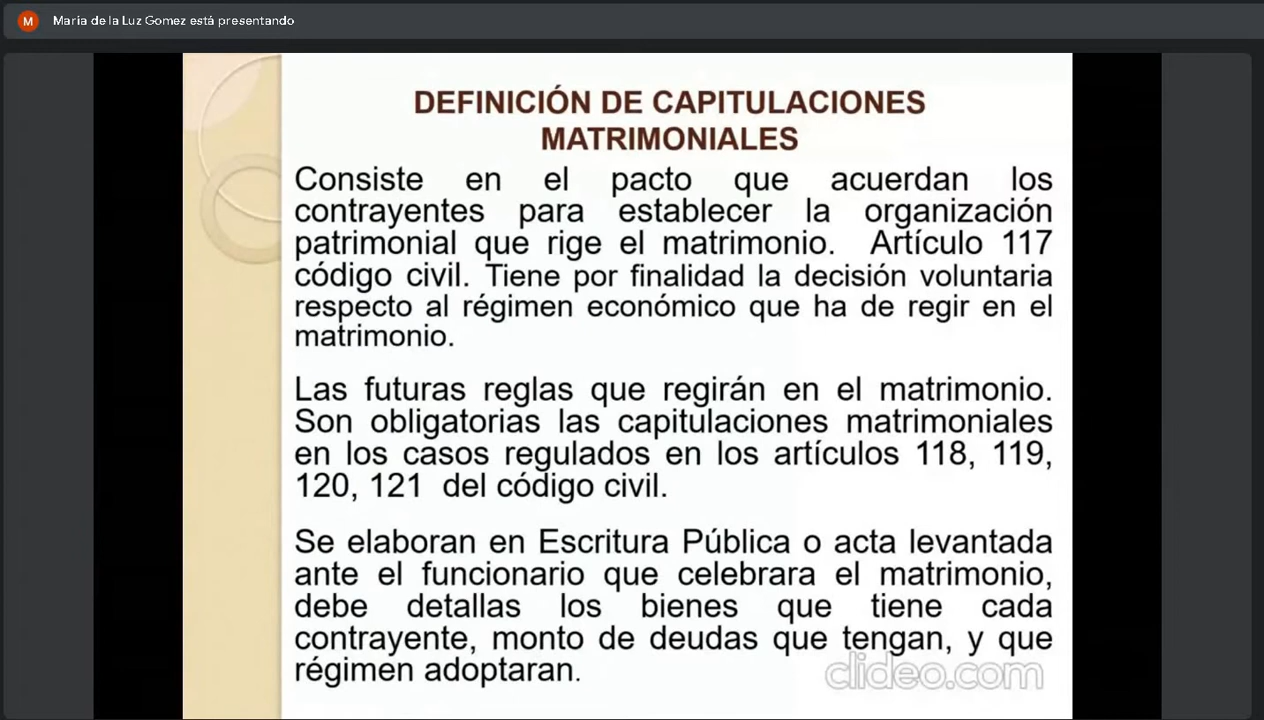 M María de la Luz Gomez está presentando
DEFINICIÓN DE CAPITULACIONES
MATRIMONIALES
Consiste en el pacto que acuerdan los
contrayentes para establecer la organización
patrimonial que rige el matrimonio. Artículo 117
código civil. Tiene por finalidad la decisión voluntaria
respecto al régimen económico que ha de regir en el
matrimonio.
Las futuras reglas que regirán en el matrimonio.
Son obligatorias las capitulaciones matrimoniales
en los casos regulados en los artículos 118, 119,
120, 121 del código civil.
Se elaboran en Escritura Pública o acta levantada
ante el funcionario que celebrara el matrimonio,
debe detallas los bienes que tiene cada
contrayente, monto de deudas que tengan, y que
régimen adoptaran.
clideo.com